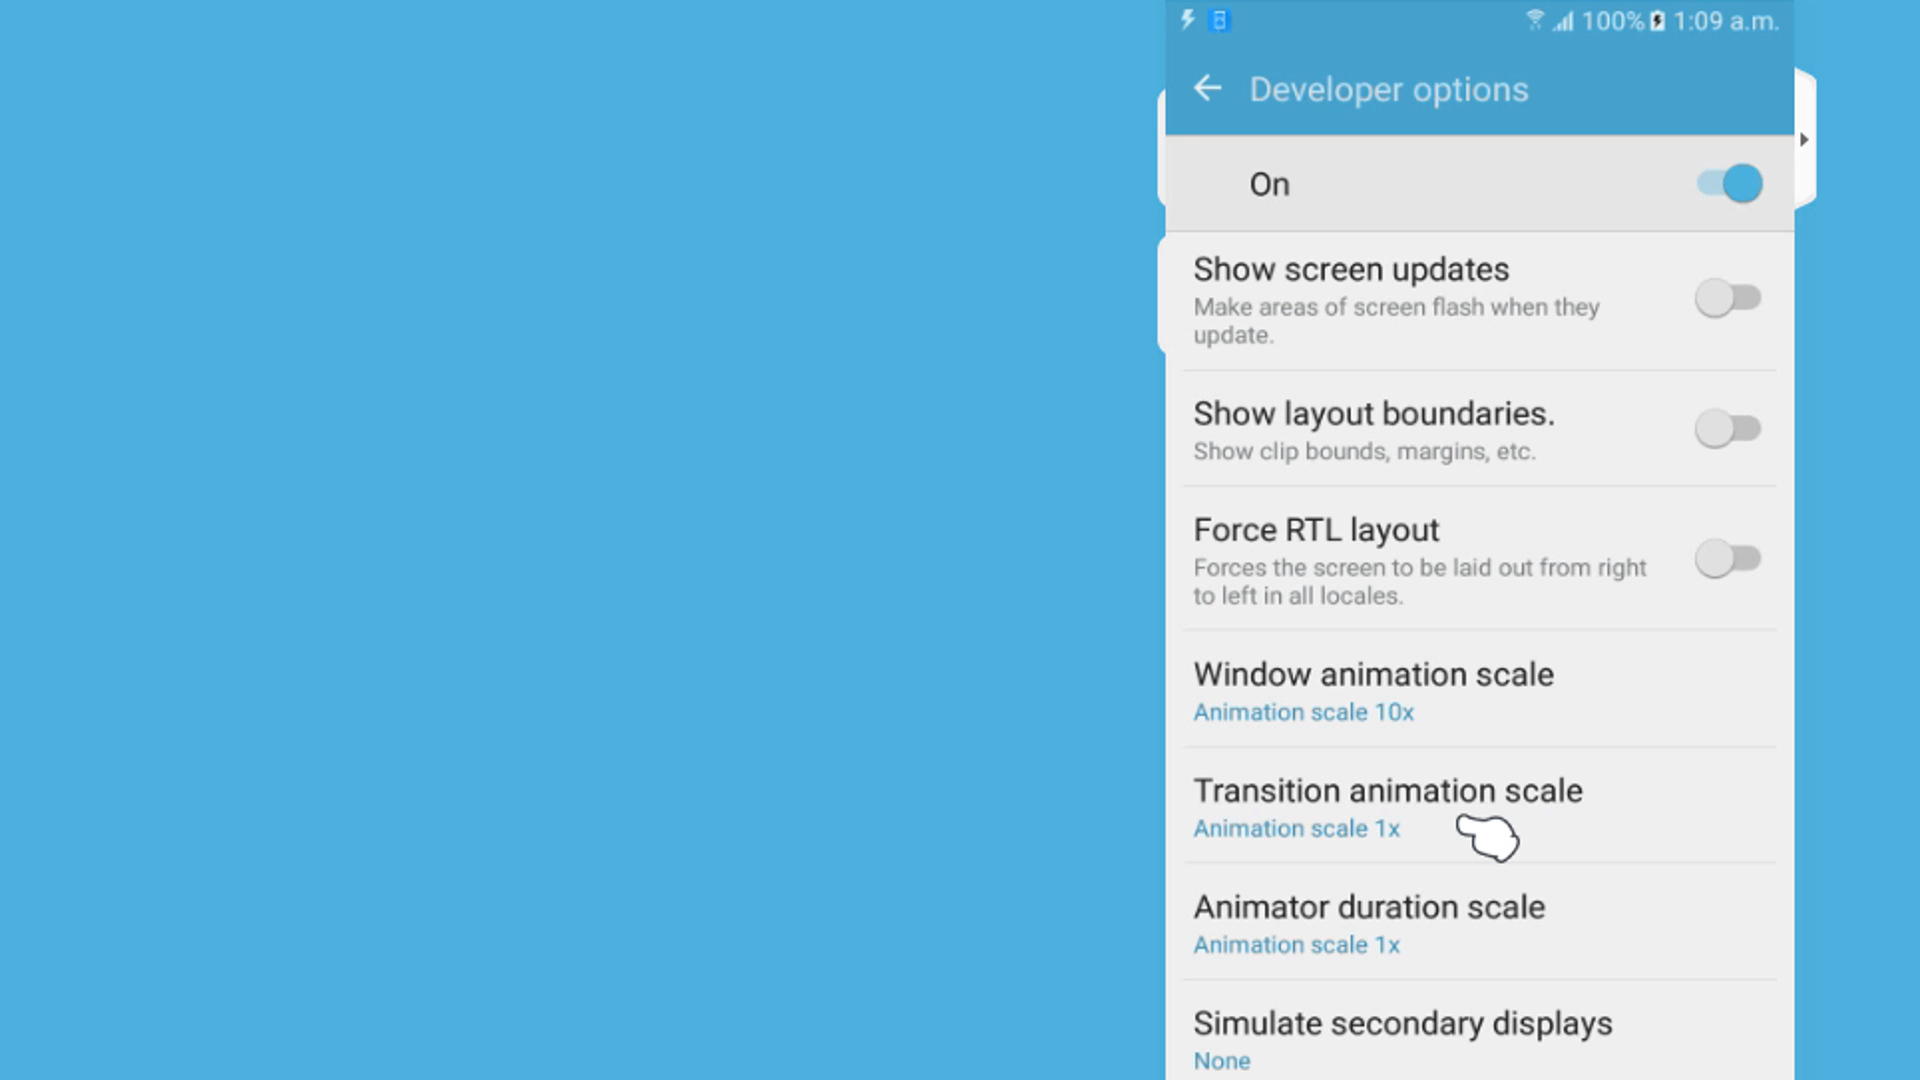 100% 1:09 a.m.
Developer options
On
Show screen updates
Make areas of screen flash when they
update.
Show layout boundaries.
Show clip bounds, margins, etc.
Force RTL layout
Forces the screen to be laid out from right
to left in all locales.
Window animation scale
Animation scale 10x
Transition animation scale
Animation scale 1x
Animator duration scale
Animation scale 1x
Simulate secondary displays
None